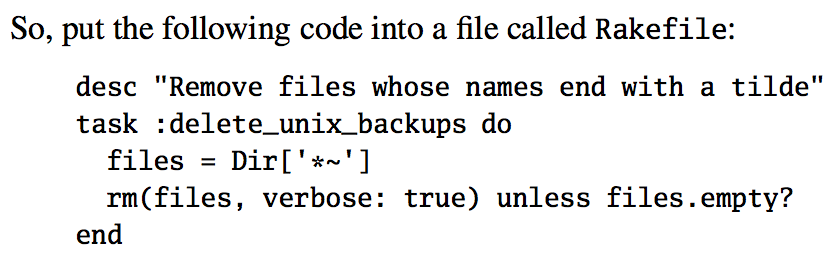 So, put the following code into a file called Rakefile:
desc "Remove files whose names end with a tilde"
task :delete_unix_backups do
  files = Dir['*~']
  rm(files, verbose: true) unless files.empty?
end